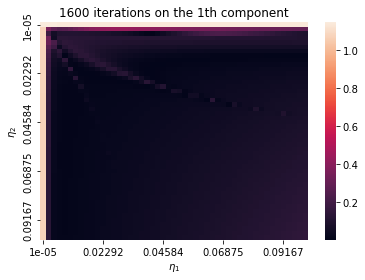 1600 iterations on the 1th component
1e-05
0.02292
0.04584
0.06875
0.09167
η₂
1e-05 0.02292 0.04584 0.06875 0.09167
η₁
1.0
0.8
0.6
0.4
0.2